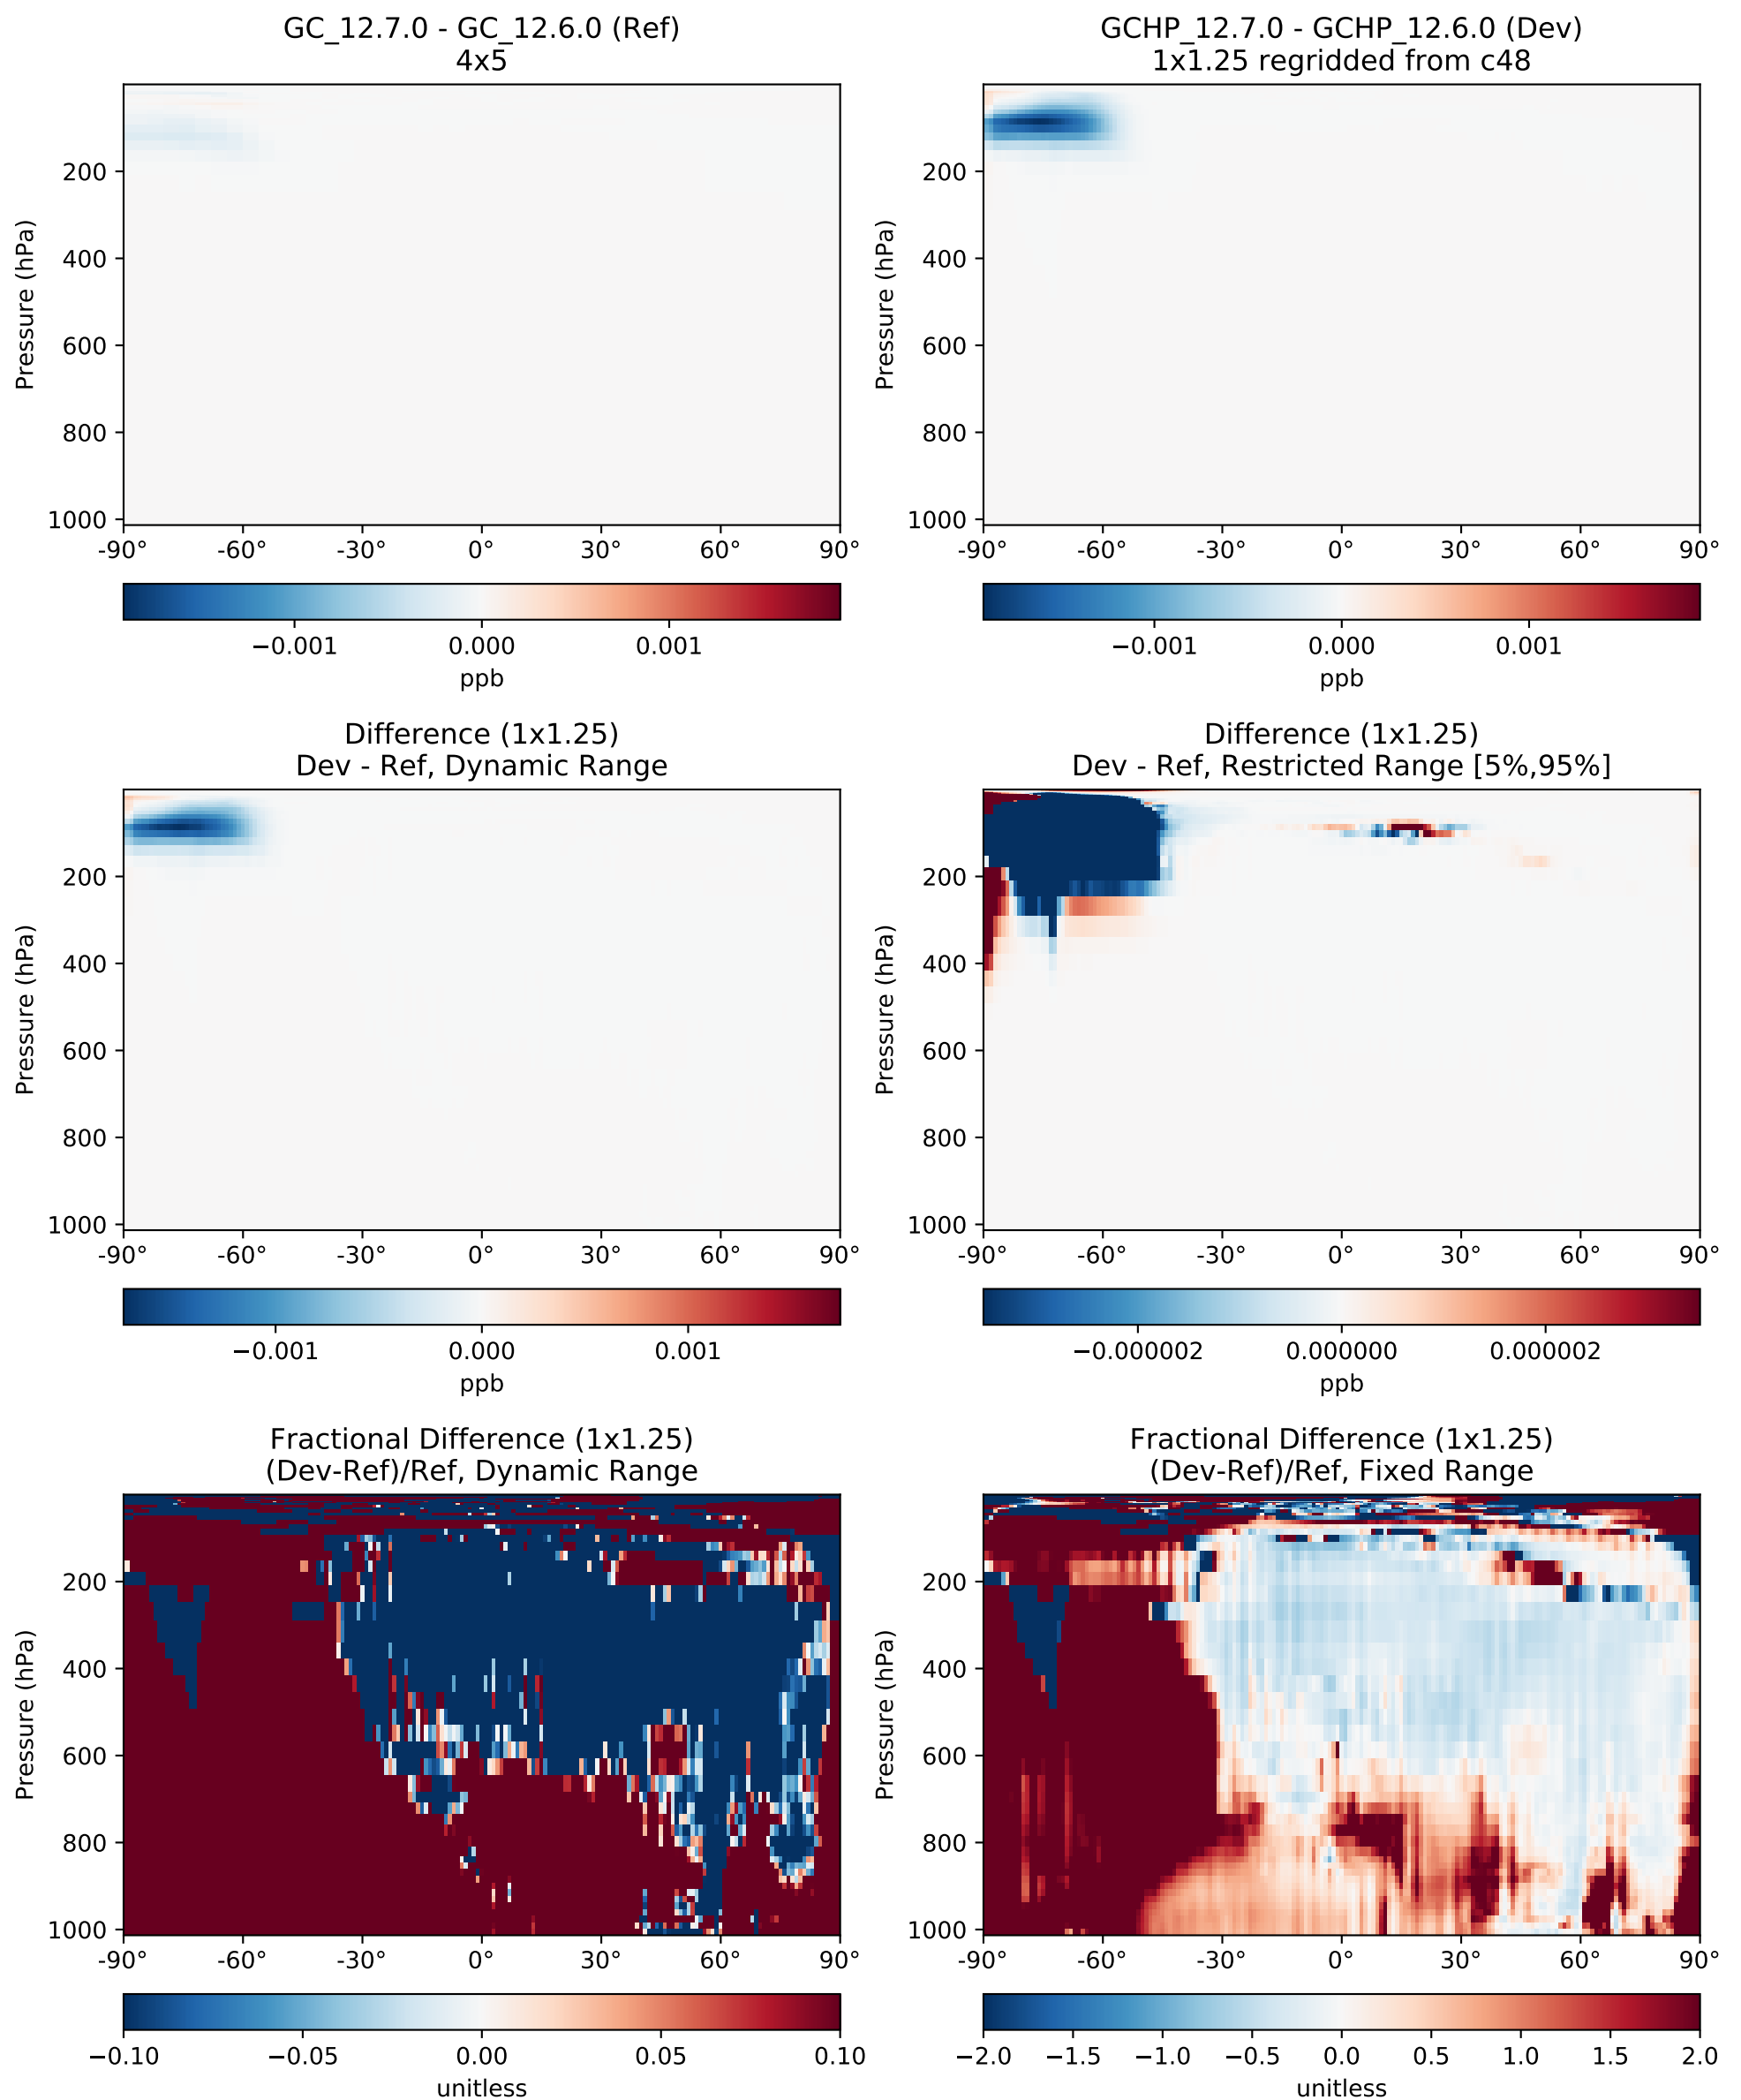 GC_12.7.0 - GC_12.6.0 (Ref)
4x5
Pressure (hPa)
200
400
600
800
1000
-90° -60° -30° 0° 30° 60° 90°
−0.001 0.000 0.001
ppb
GCHP_12.7.0 - GCHP_12.6.0 (Dev)
1x1.25 regridded from c48
Pressure (hPa)
200
400
600
800
1000
-90° -60° -30° 0° 30° 60° 90°
−0.001 0.000 0.001
ppb
Difference (1x1.25)
Dev - Ref, Dynamic Range
Pressure (hPa)
200
400
600
800
1000
-90° -60° -30° 0° 30° 60° 90°
−0.001 0.000 0.001
ppb
Difference (1x1.25)
Dev - Ref, Restricted Range [5%,95%]
Pressure (hPa)
200
400
600
800
1000
-90° -60° -30° 0° 30° 60° 90°
−0.000002 0.000000 0.000002
ppb
Fractional Difference (1x1.25)
(Dev-Ref)/Ref, Dynamic Range
Pressure (hPa)
200
400
600
800
1000
-90° -60° -30° 0° 30° 60° 90°
−0.10 −0.05 0.00 0.05 0.10
unitless
Fractional Difference (1x1.25)
(Dev-Ref)/Ref, Fixed Range
Pressure (hPa)
200
400
600
800
1000
-90° -60° -30° 0° 30° 60° 90°
−2.0 −1.5 −1.0 −0.5 0.0 0.5 1.0 1.5 2.0
unitless